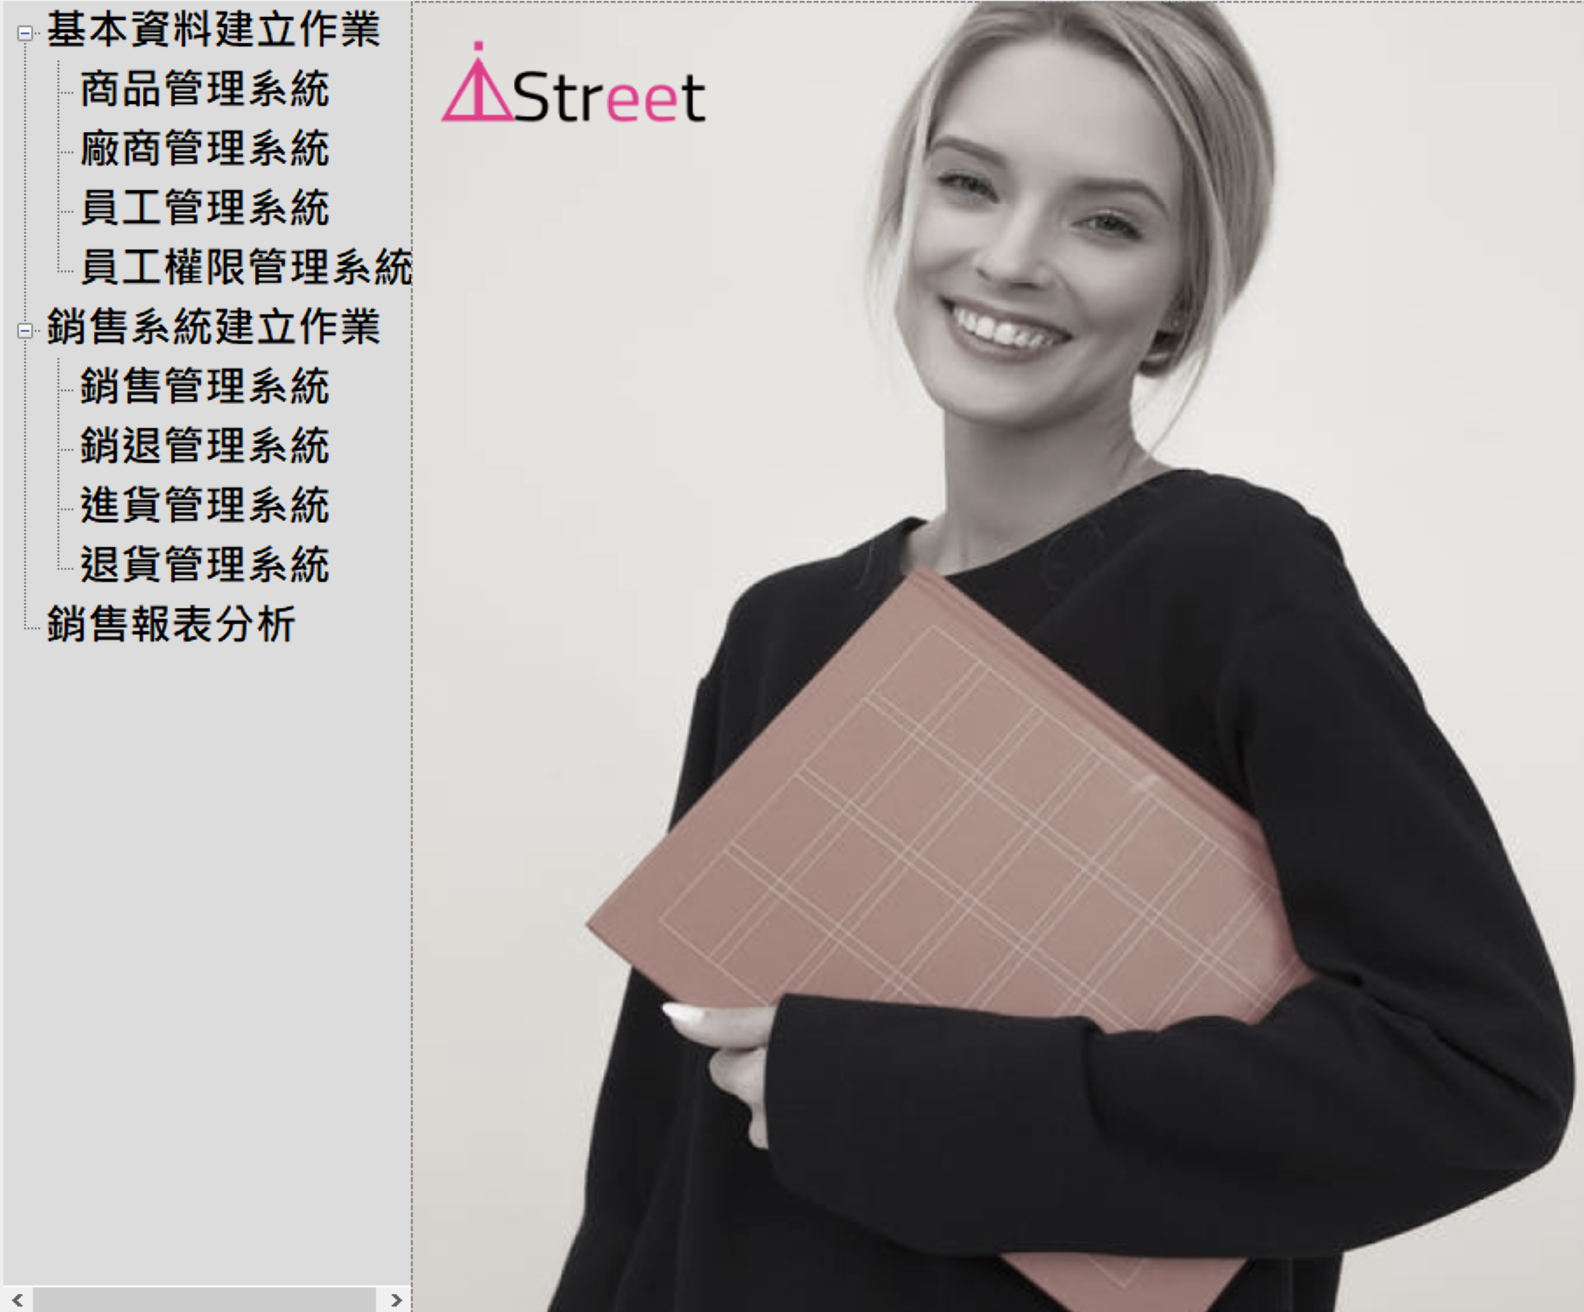 基本資料建立作業
商品管理系統
廠商管理系統
員工管理系統
員工權限管理系統
銷售系統建立作業
銷售管理系統
銷退管理系統
進貨管理系統
退貨管理系統
銷售報表分析
Street